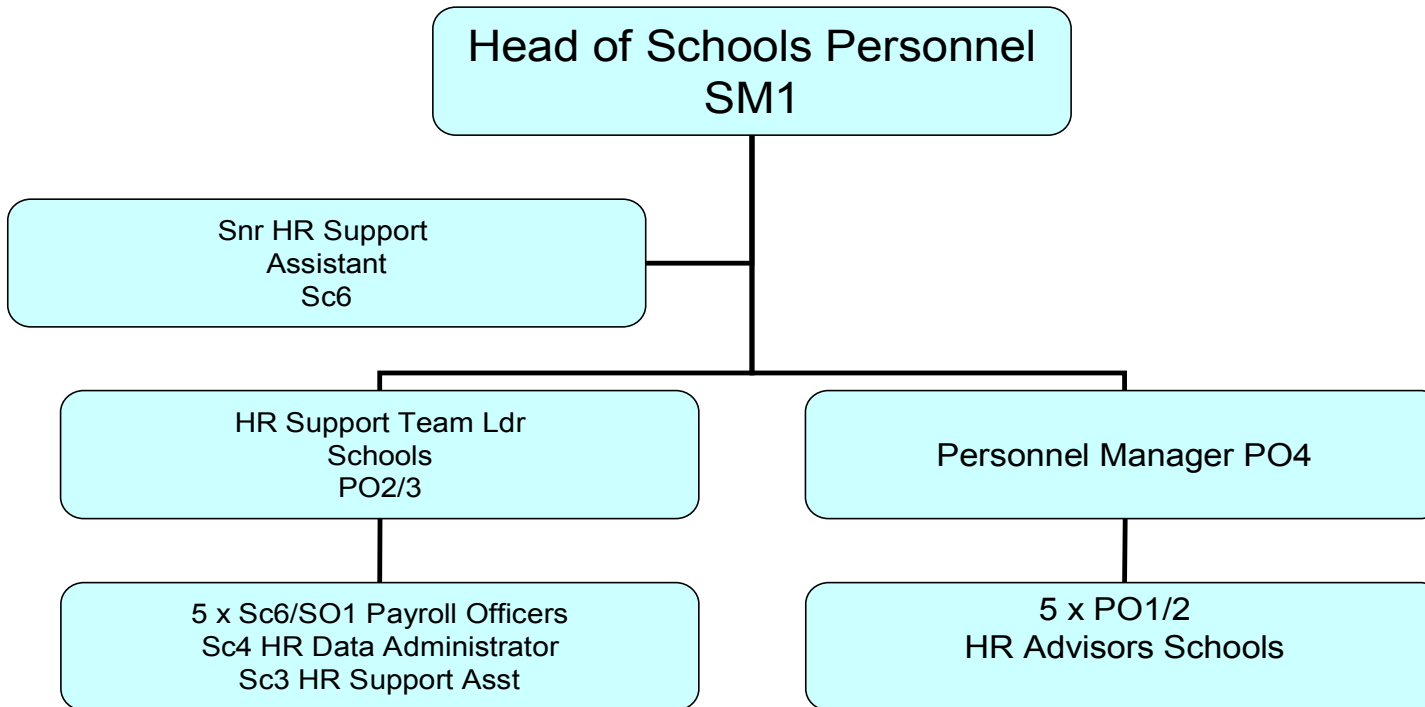 Head of Schools Personnel
SM1
Snr HR Support
Assistant
Sc6
HR Support Team Ldr
Schools
PO2/3
Personnel Manager PO4
5 x Sc6/SO1 Payroll Officers
Sc4 HR Data Administrator
Sc3 HR Support Asst
5 x PO1/2
HR Advisors Schools